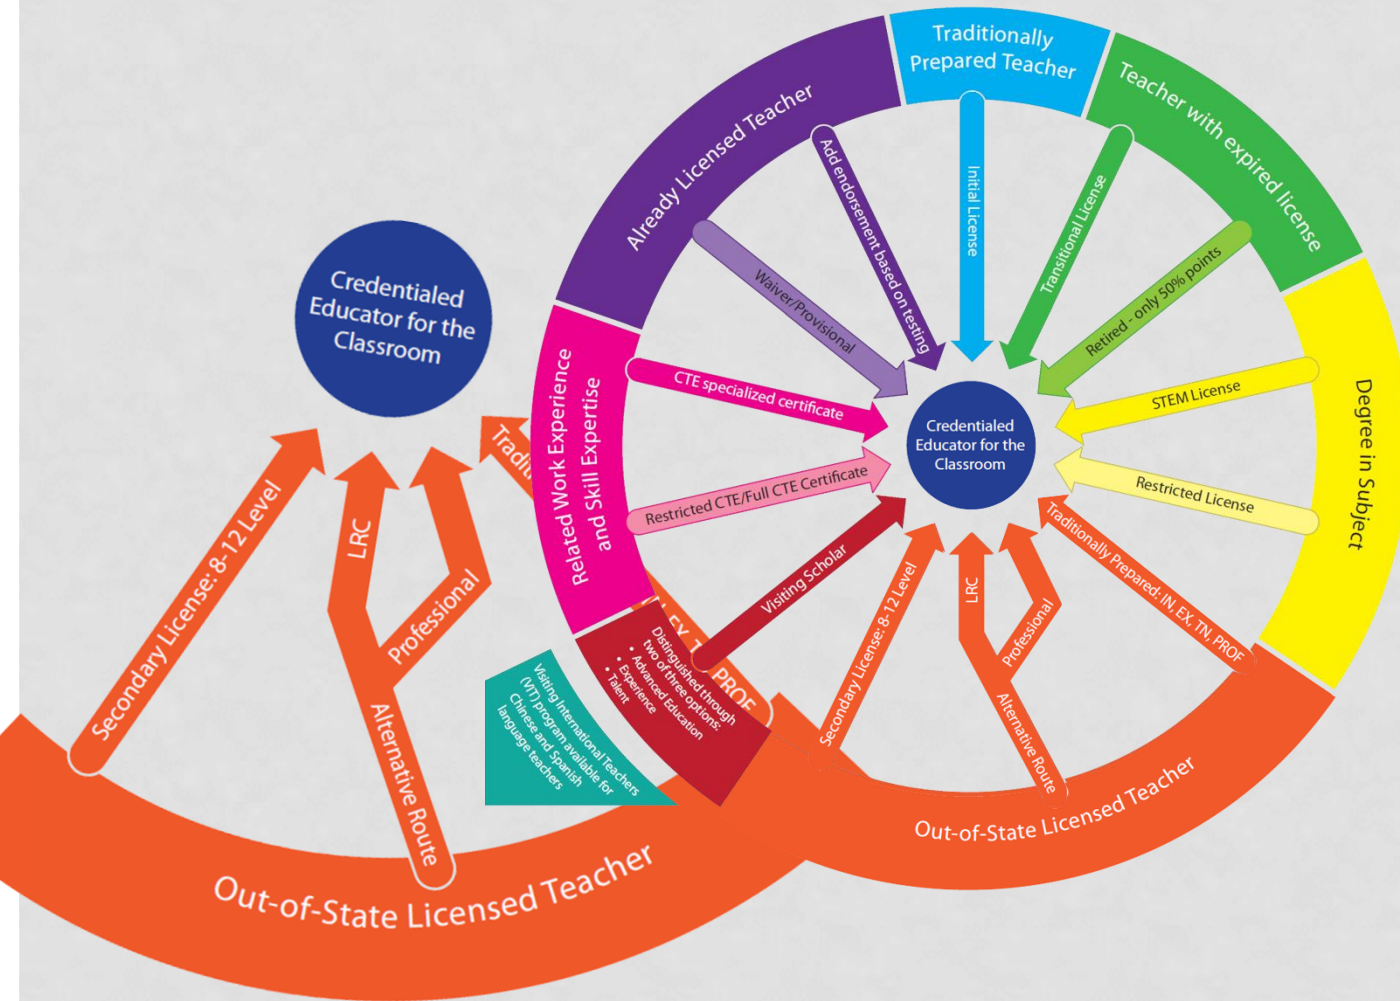 Traditionally
Prepared Teacher
Teacher with expired license
Already Licensed Teacher
Add endorsement based on testing
Initial License
Transitional License
Waiver/Provisional
Retired - only 50% points
Related Work Experience
and Skill Expertise
CTE specialized certificate
STEM License
Degree in Subject
Credentialed
Educator for the
Classroom
Restricted CTE/Full CTE Certificate
Restricted License
Visiting Scholar
Secondary License: 8-12 Level
LRC
Professional
Alternative Route
Traditionally Prepared: IN, EX, TN, PROF
Out-of-State Licensed Teacher
Distinguished through
two of three options:
• Advanced Education
• Experience
• Talent
Visiting International Teachers
(VIT) program available for
Chinese and Spanish
language teachers
Credentialed
Educator for the
Classroom
Secondary License: 8-12 Level
LRC
Professional
Alternative Route
EX, PROF
Out-of-State Licensed Teacher